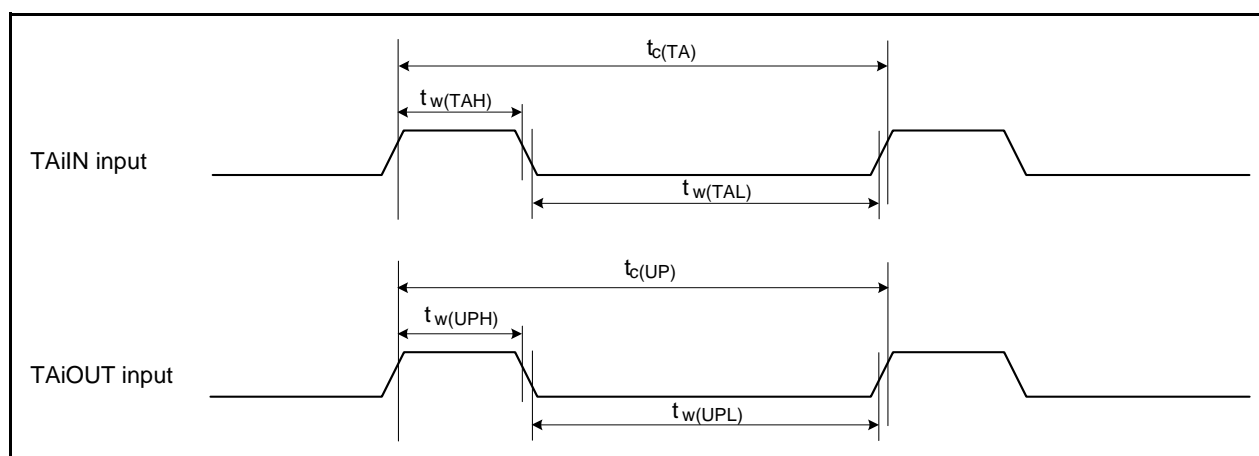 tc(TA)
tw(TAH)
TAiIN input
tw(TAL)
tc(UP)
tw(UPH)
TAiOUT input
tw(UPL)